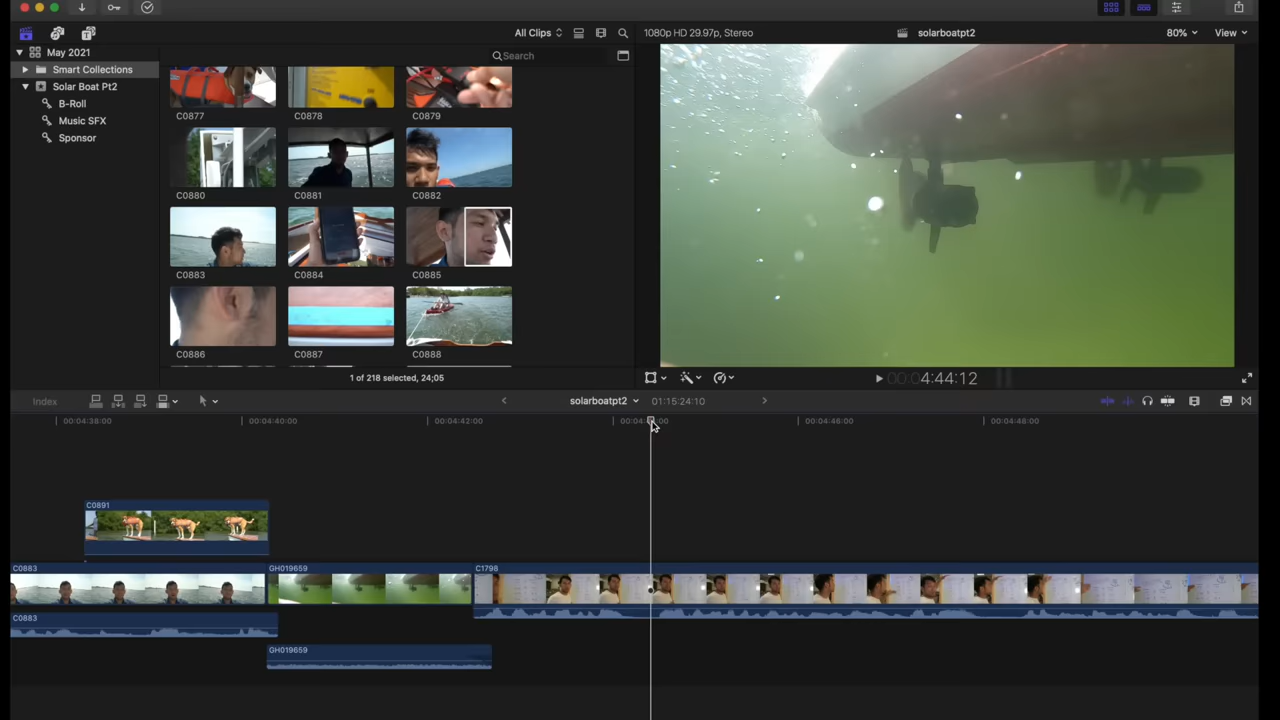 All Clips
1080p HD 29.97p, Stereo
solarboatpt2
80%
View
May 2021
Search
Smart Collections
Solar Boat Pt2
B-Roll
Music SFX
Sponsor
C0877
C0878
C0879
C0880
C0881
C0882
C0883
C0884
C0885
C0886
C0887
C0888
1 of 218 selected, 24;05
00:00:4:44:12
Index
solarboatpt2
01:15:24:10
00:04:38:00
00:04:40:00
00:04:42:00
00:04:46:00
00:04:48:00
C0891
C0883
GH019659
C1798
C0883
GH019659